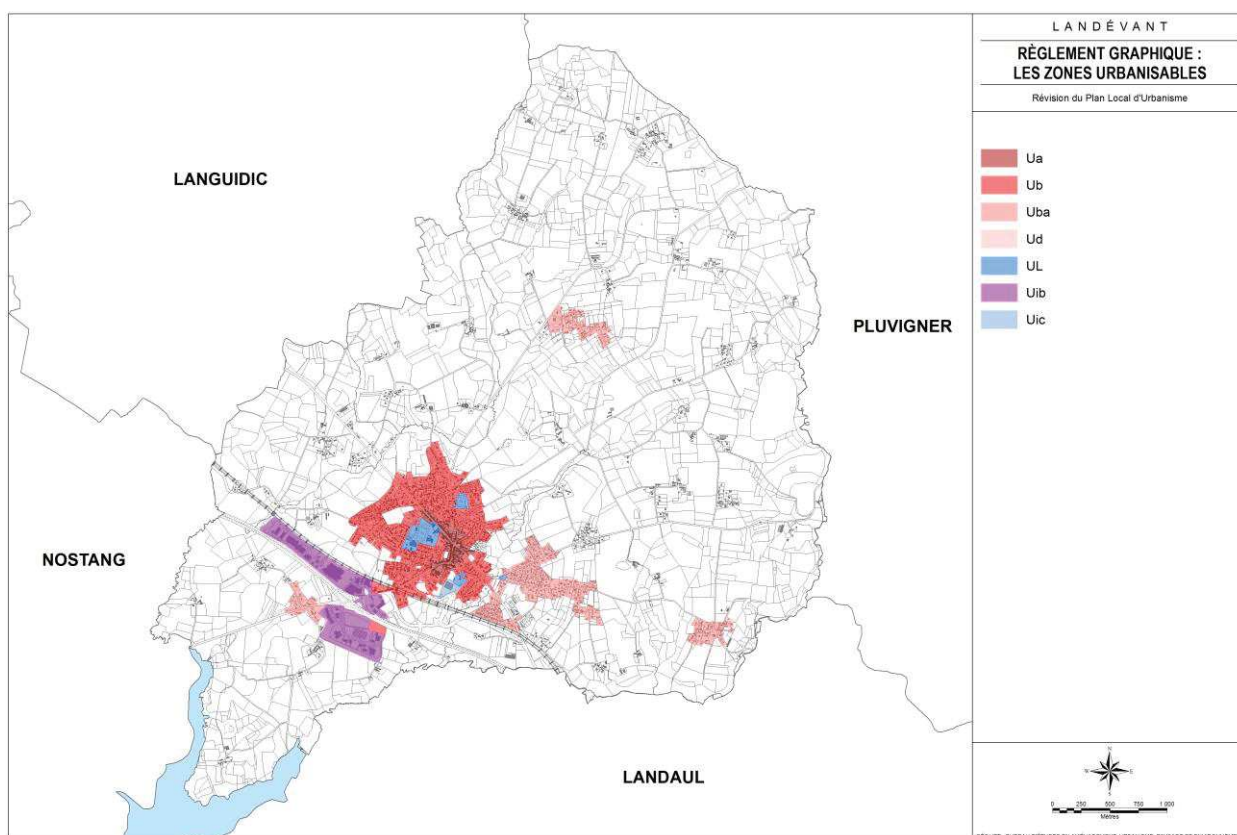 LANDÉVANT
RÈGLEMENT GRAPHIQUE :
LES ZONES URBANISABLES
Révision du Plan Local d'Urbanisme
Ua
Ub
Uba
Ud
UL
Uib
Uic
LANGUIDIC
PLUVIGNER
NOSTANG
LANDAUL
N
W
E
S
0 250 500 750 1 000
Mètres